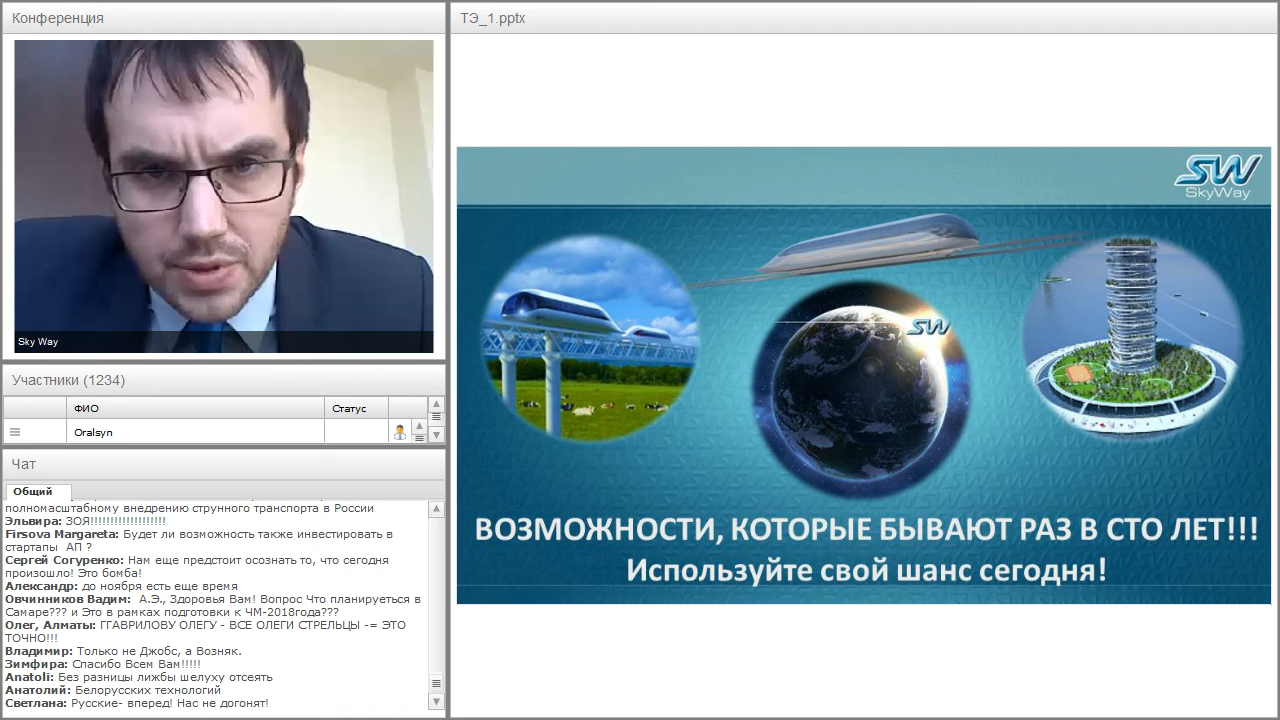 Конференция
Sky Way
Участники (1234)
ФИО
Статус
Oralsyn
Чат
Общий
полномасштабному внедрению струнного транспорта в России
Эльвира: ЗОЯ!!!!!!!!!!!!!!!!!!!
Firsova Margareta: Будет ли возможность также инвестировать в
стартапы АП ?
Сергей Согуренко: Нам еще предстоит осознать то, что сегодня
произошло! Это бомба!
Александр: до ноября есть еще время
Овчинников Вадим: А.Э., Здоровья Вам! Вопрос Что планируеться в
Самаре??? и Это в рамках подготовки к ЧМ-2018года???
Олег, Алматы: ГГАВРИЛОВУ ОЛЕГУ - ВСЕ ОЛЕГИ СТРЕЛЬЦЫ -= ЭТО
ТОЧНО!!!
Владимир: Только не Джобс, а Возняк.
Зимфира: Спасибо Всем Вам!!!!!
Anatoli: Без разницы лижбы шелуху отсеять
Анатолий: Белорусских технологий
Светлана: Русские- вперед! Нас не догонят!
ТЭ_1.pptx
SW
SkyWay
SW
ВОЗМОЖНОСТИ, КОТОРЫЕ БЫВАЮТ РАЗ В СТО ЛЕТ!!!
Используйте свой шанс сегодня!